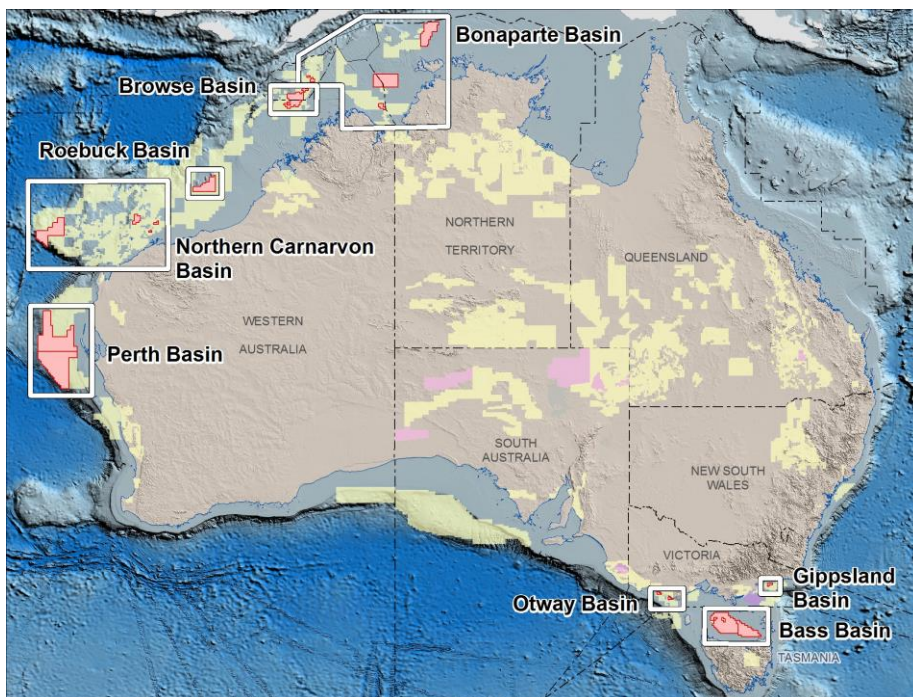 Bonaparte Basin
Browse Basin
Roebuck Basin
Northern Carnarvon
Basin
NORTHERN
TERRITORY
QUEENSLAND
WESTERN
AUSTRALIA
Perth Basin
SOUTH
AUSTRALIA
NEW SOUTH
WALES
VICTORIA
Gippsland
Basin
Otway Basin
Bass Basin
TASMANIA